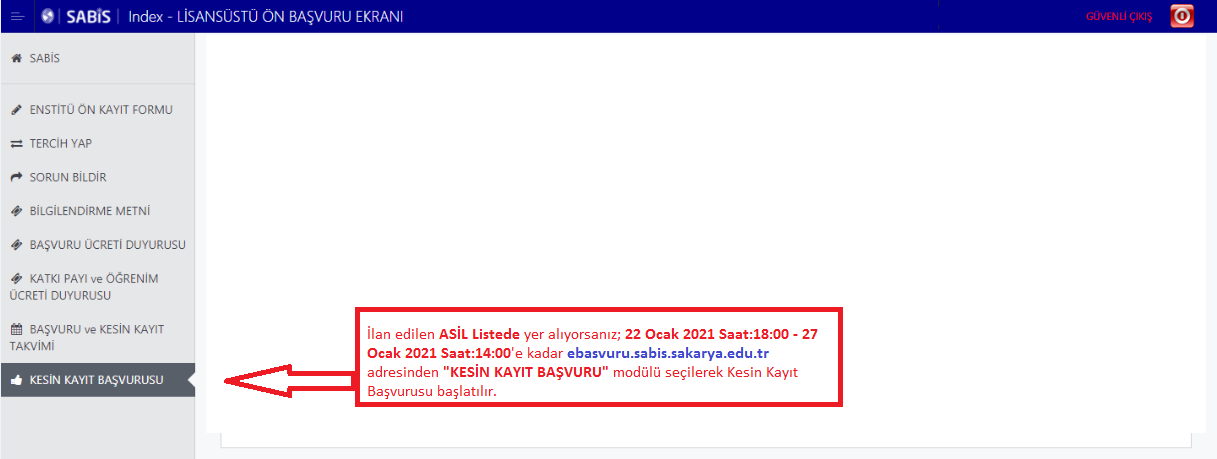 SABİS Index - LİSANSÜSTÜ ÖN BAŞVURU EKRANI
GÜVENLİ ÇIKIŞ
SABİS
ENSTİTÜ ÖN KAYIT FORMU
TERCİH YAP
SORUN BİLDİR
BİLGİLENDİRME METNİ
BAŞVURU ÜCRETİ DUYURUSU
KATKI PAYI ve ÖĞRENİM
ÜCRETİ DUYURUSU
BAŞVURU ve KESİN KAYIT
TAKVİMİ
KESİN KAYIT BAŞVURUSU
İlan edilen ASİL Listede yer alıyorsanız; 22 Ocak 2021 Saat:18:00 - 27
Ocak 2021 Saat:14:00'e kadar ebasvuru.sabis.sakarya.edu.tr
adresinden "KESİN KAYIT BAŞVURU" modülü seçilerek Kesin Kayıt
Başvurusu başlatılır.